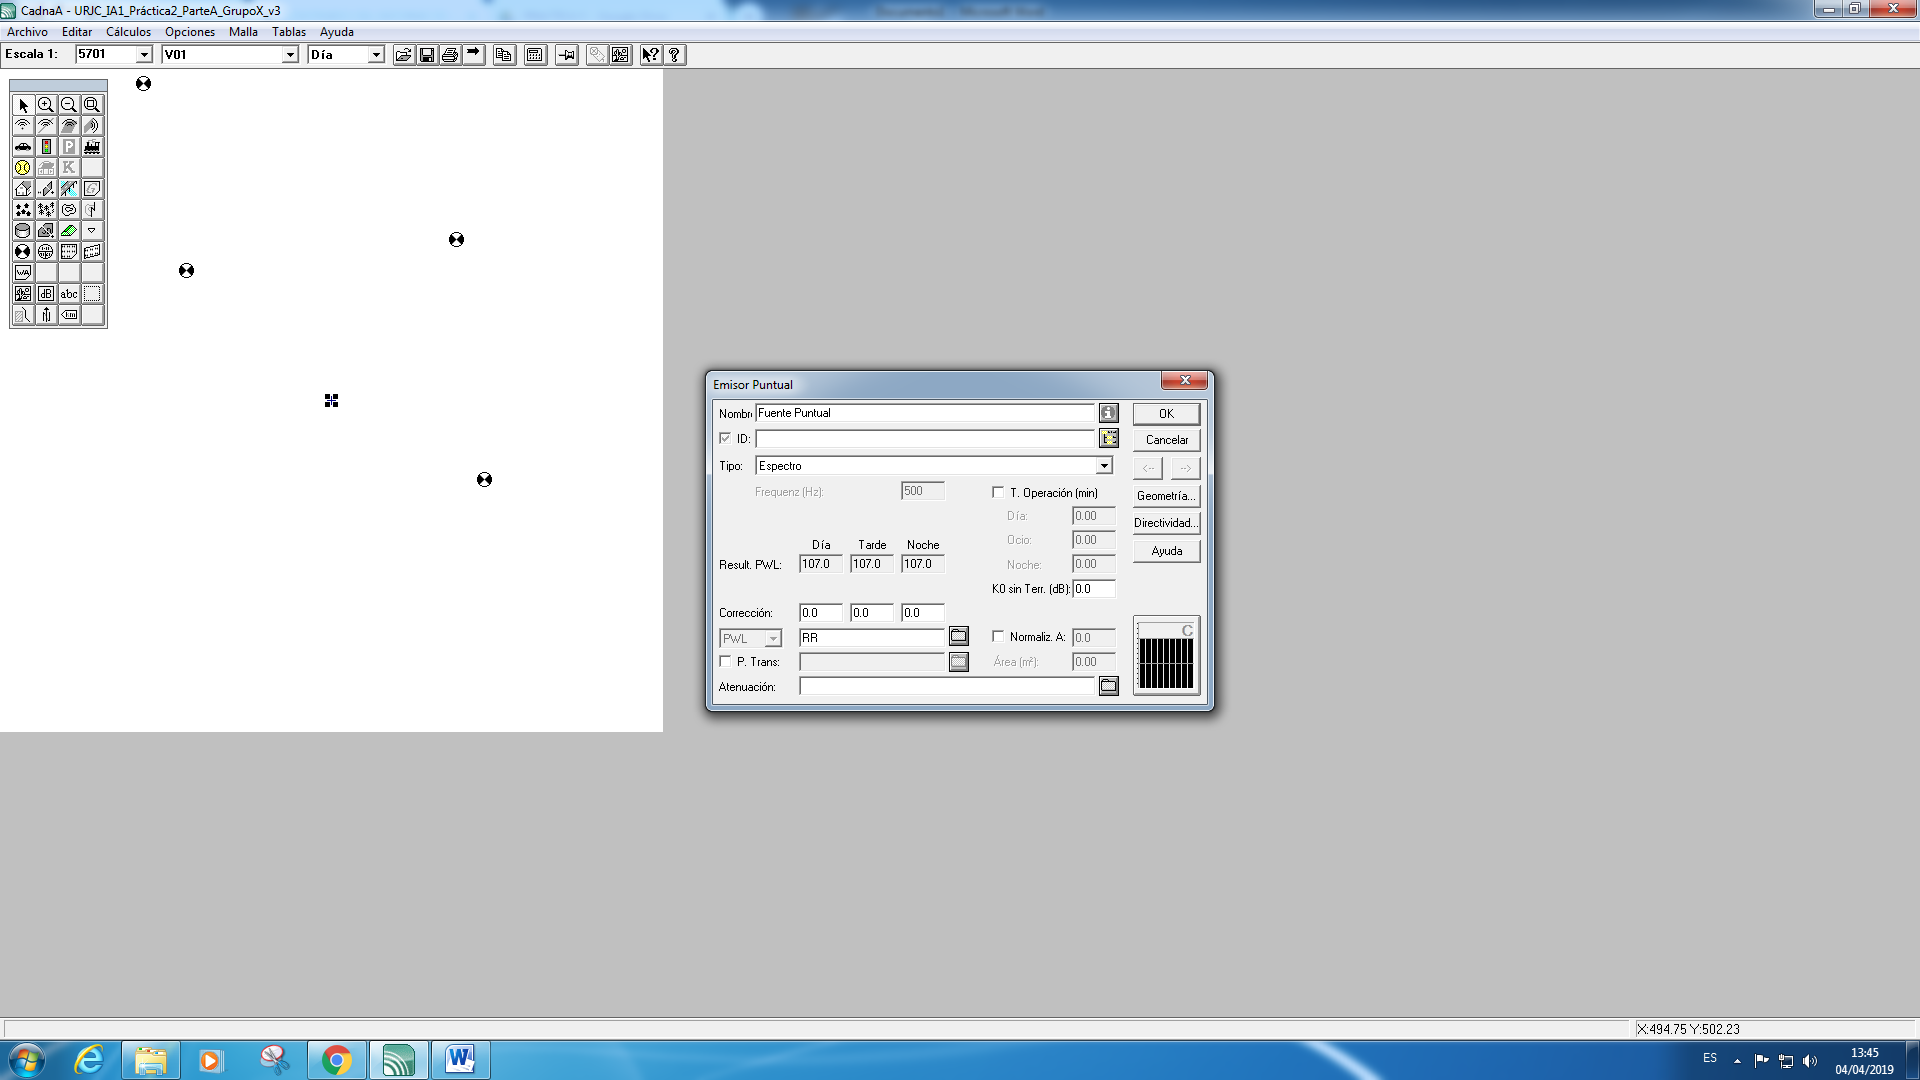 CadnaA - URJC_IA1_Práctica2_ParteA_GrupoX_v3
Archivo Editar Cálculos Opciones Malla Tablas Ayuda
Escala 1: 5701 V01 Día
P
K
G
WA
dB abc
lim
Emisor Puntual
Nombr Fuente Puntual OK
ID: Cancelar
Tipo: Espectro <-- -->
Frequenz (Hz): 500 T. Operación (min) Geometría...
Día: 0.00 Directividad...
Ocio: 0.00
Día Tarde Noche Ayuda
Result. PWL: 107.0 107.0 107.0 Noche: 0.00
K0 sin Terr. (dB): 0.0
Corrección: 0.0 0.0 0.0
PWL RR Normaliz. A: 0.0 C
P. Trans: Área (m²): 0.00
Atenuación:
X:494.75 Y:502.23
ES 13:45
04/04/2019